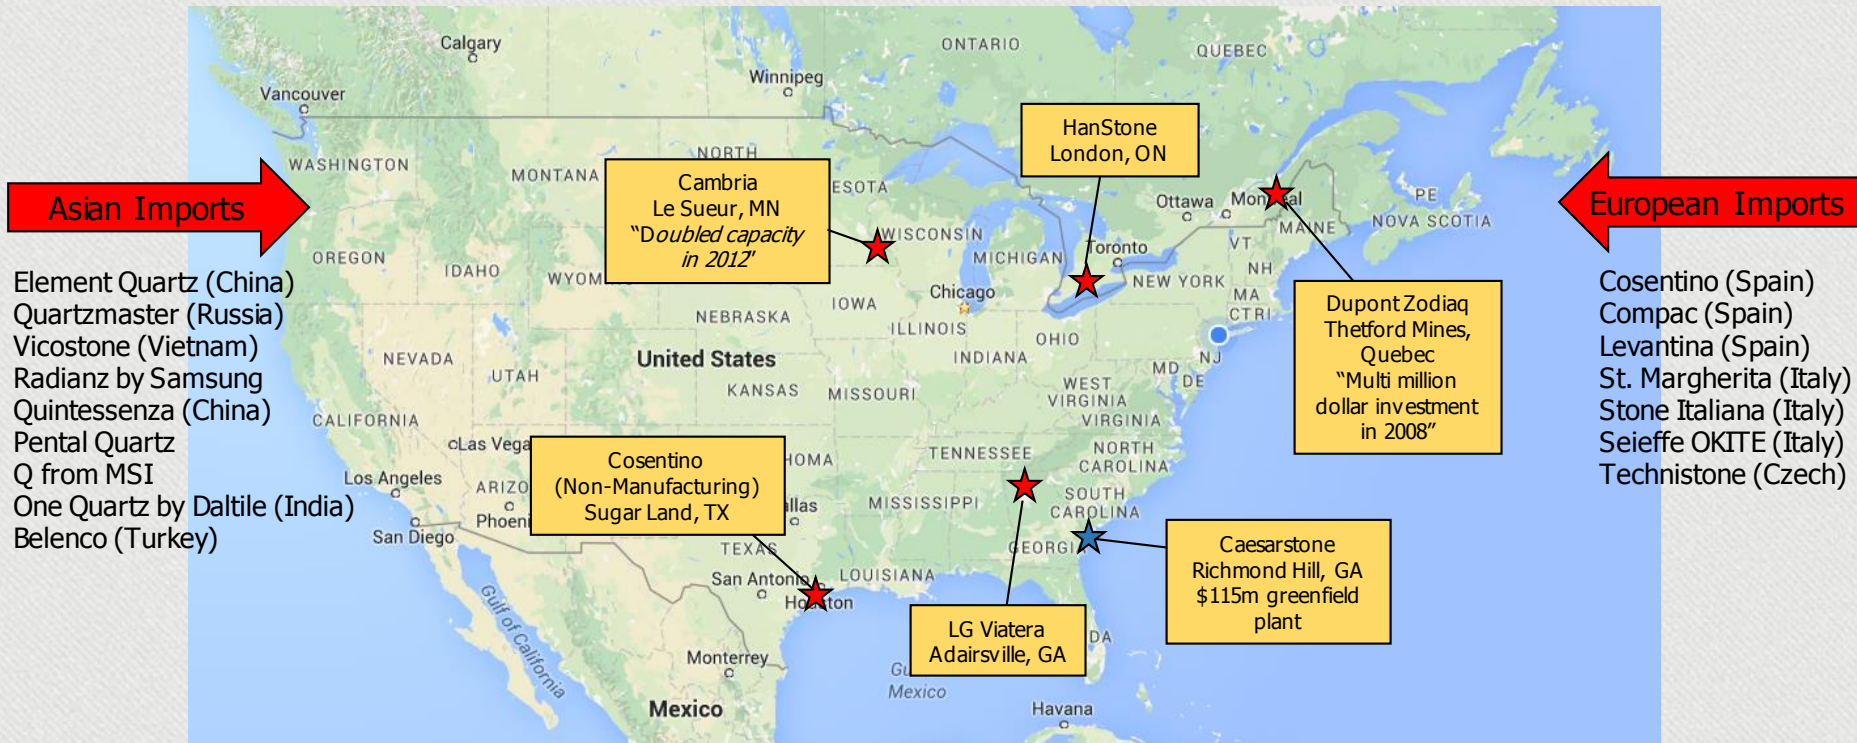 Calgary
ONTARIO
QUEBEC
Winnipeg
Vancouver
HanStone
London, ON
WASHINGTON
MONTANA
NORTH
Cambria
Le Sueur, MN
“Doubled capacity
in 2012”
ESOTA
Asian Imports
Ottawa
Montreal
PE
NOVA SCOTIA
MAINE
European Imports
OREGON
IDAHO
WYOM
WISCONSIN
MICHIGAN
Toronto
VT
NH
NEW YORK
MA
CT RI
Element Quartz (China)
Quartzmaster (Russia)
Vicostone (Vietnam)
Radianz by Samsung
Quintessenza (China)
Pental Quartz
Q from MSI
One Quartz by Daltile (India)
Belenco (Turkey)
IOWA
Chicago
NEBRASKA
ILLINOIS
INDIANA
OHIO
NJ
MD
DE
Dupont Zodiaq
Thetford Mines,
Quebec
“Multi million
dollar investment
in 2008”
Cosentino (Spain)
Compac (Spain)
Levantina (Spain)
St. Margherita (Italy)
Stone Italiana (Italy)
Seieffe OKITE (Italy)
Technistone (Czech)
NEVADA
UTAH
United States
KANSAS
MISSOURI
WEST
VIRGINIA
VIRGINIA
CALIFORNIA
Las Vega
HOMA
TENNESSEE
NORTH
CAROLINA
Cosentino
(Non-Manufacturing)
Sugar Land, TX
Los Angeles
ARIZO
Phoeni
San Diego
llas
MISSISSIPPI
SOUTH
CAROLINA
TEXAS
GEORGIA
Caesarstone
Richmond Hill, GA
$115m greenfield
plant
San Antonio
Houston
LOUISIANA
Gulf of California
LG Viatera
Adairsville, GA
DA
Monterrey
Gu
Mexico
Mexico
Havana